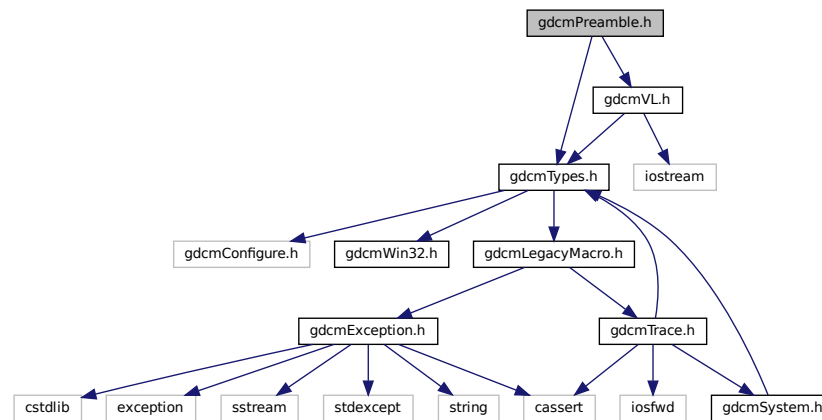 gdcmPreamble.h
gdcmVL.h
gdcmTypes.h
iostream
gdcmConfigure.h
gdcmWin32.h
gdcmLegacyMacro.h
gdcmException.h
gdcmTrace.h
cstdlib
exception
sstream
stdexcept
string
cassert
iosfwd
gdcmSystem.h